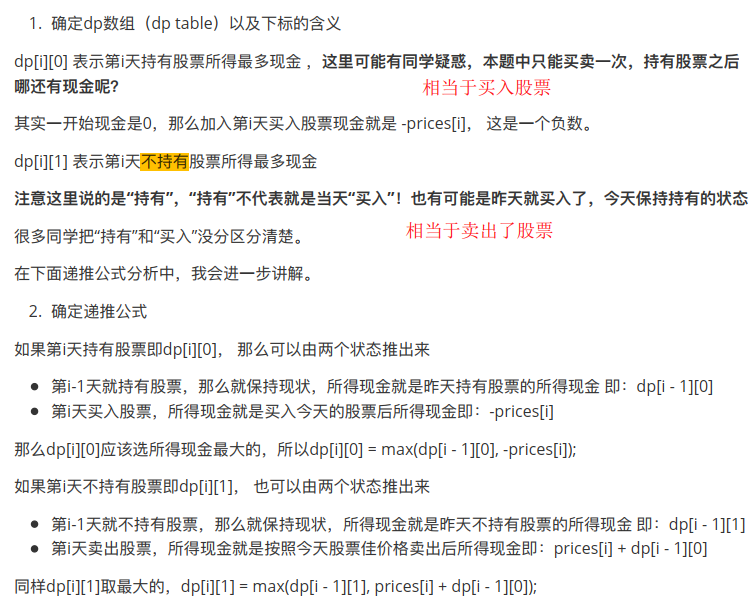 1. 确定dp数组（dp table）以及下标的含义
dp[i][0] 表示第i天持有股票所得最多现金 ，这里可能有同学疑惑，本题中只能买卖一次，持有股票之后
哪还有现金呢?
相当于买入股票
其实一开始现金是0，那么加入第i天买入股票现金就是 -prices[i]， 这是一个负数。
dp[i][1] 表示第i天不持有股票所得最多现金
注意这里说的是“持有”，“持有”不代表就是当天“买入”！也有可能是昨天就买入了，今天保持持有的状态
很多同学把“持有”和“买入”没分区分清楚。
相当于卖出了股票
在下面递推公式分析中，我会进一步讲解。
2. 确定递推公式
如果第i天持有股票即dp[i][0]， 那么可以由两个状态推出来
● 第i-1天就持有股票，那么就保持现状，所得现金就是昨天持有股票的所得现金 即：dp[i - 1][0]
● 第i天买入股票，所得现金就是买入今天的股票后所得现金即：-prices[i]
那么dp[i][0]应该选所得现金最大的，所以dp[i][0] = max(dp[i - 1][0], -prices[i]);
如果第i天不持有股票即dp[i][1]， 也可以由两个状态推出来
● 第i-1天就不持有股票，那么就保持现状，所得现金就是昨天不持有股票的所得现金 即：dp[i - 1][1]
● 第i天卖出股票，所得现金就是按照今天股票佳价格卖出后所得现金即：prices[i] + dp[i - 1][0]
同样dp[i][1]取最大的，dp[i][1] = max(dp[i - 1][1], prices[i] + dp[i - 1][0]);